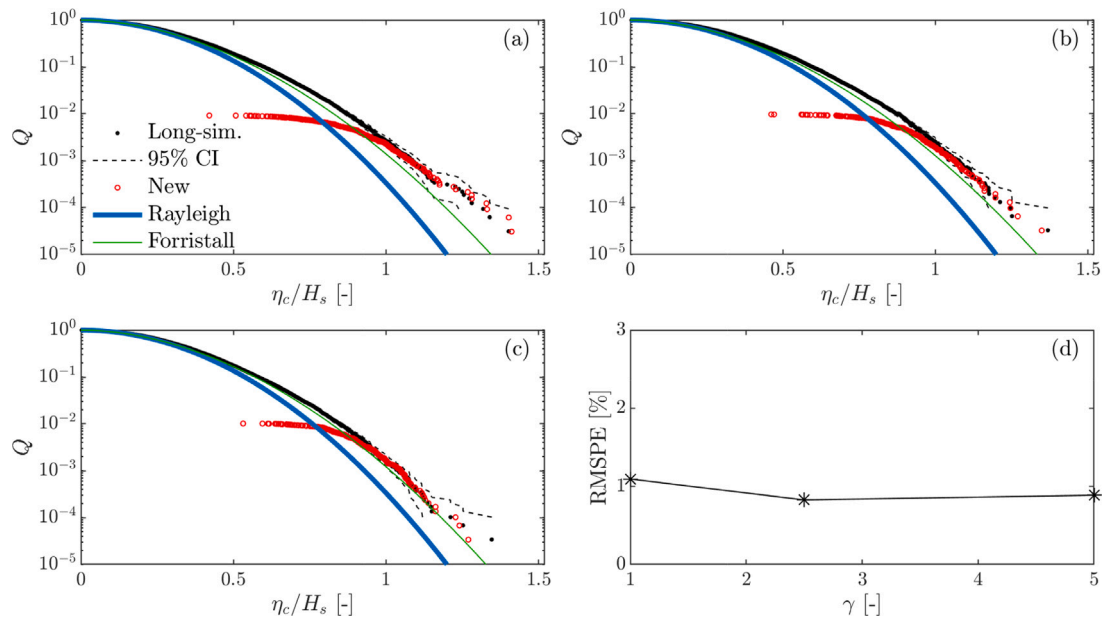 10^0
10^-1
10^-2
10^-3
10^-4
10^-5
Q
(a)
Long-sim.
95% CI
New
Rayleigh
Forristall
0 0.5 1 1.5
η_c/H_s [-]
10^0
10^-1
10^-2
10^-3
10^-4
10^-5
Q
(b)
0 0.5 1 1.5
η_c/H_s [-]
10^0
10^-1
10^-2
10^-3
10^-4
10^-5
Q
(c)
0 0.5 1 1.5
η_c/H_s [-]
3
2
1
0
RMSPE [%]
(d)
1 2 3 4 5
γ [-]